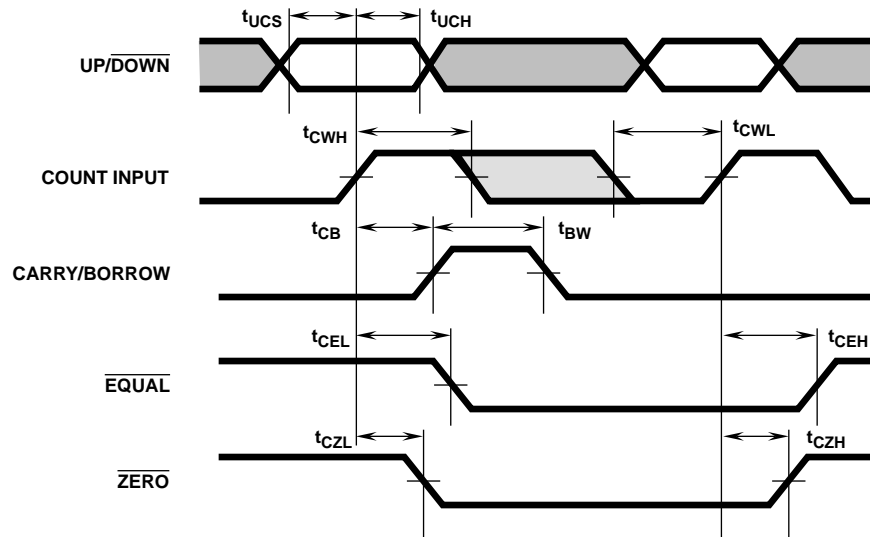 tUCS tUCH
UP/DOWN
tCWH tCWL
COUNT INPUT
tCB tBW
CARRY/BORROW
tCEL tCEH
EQUAL
tCZL tCZH
ZERO